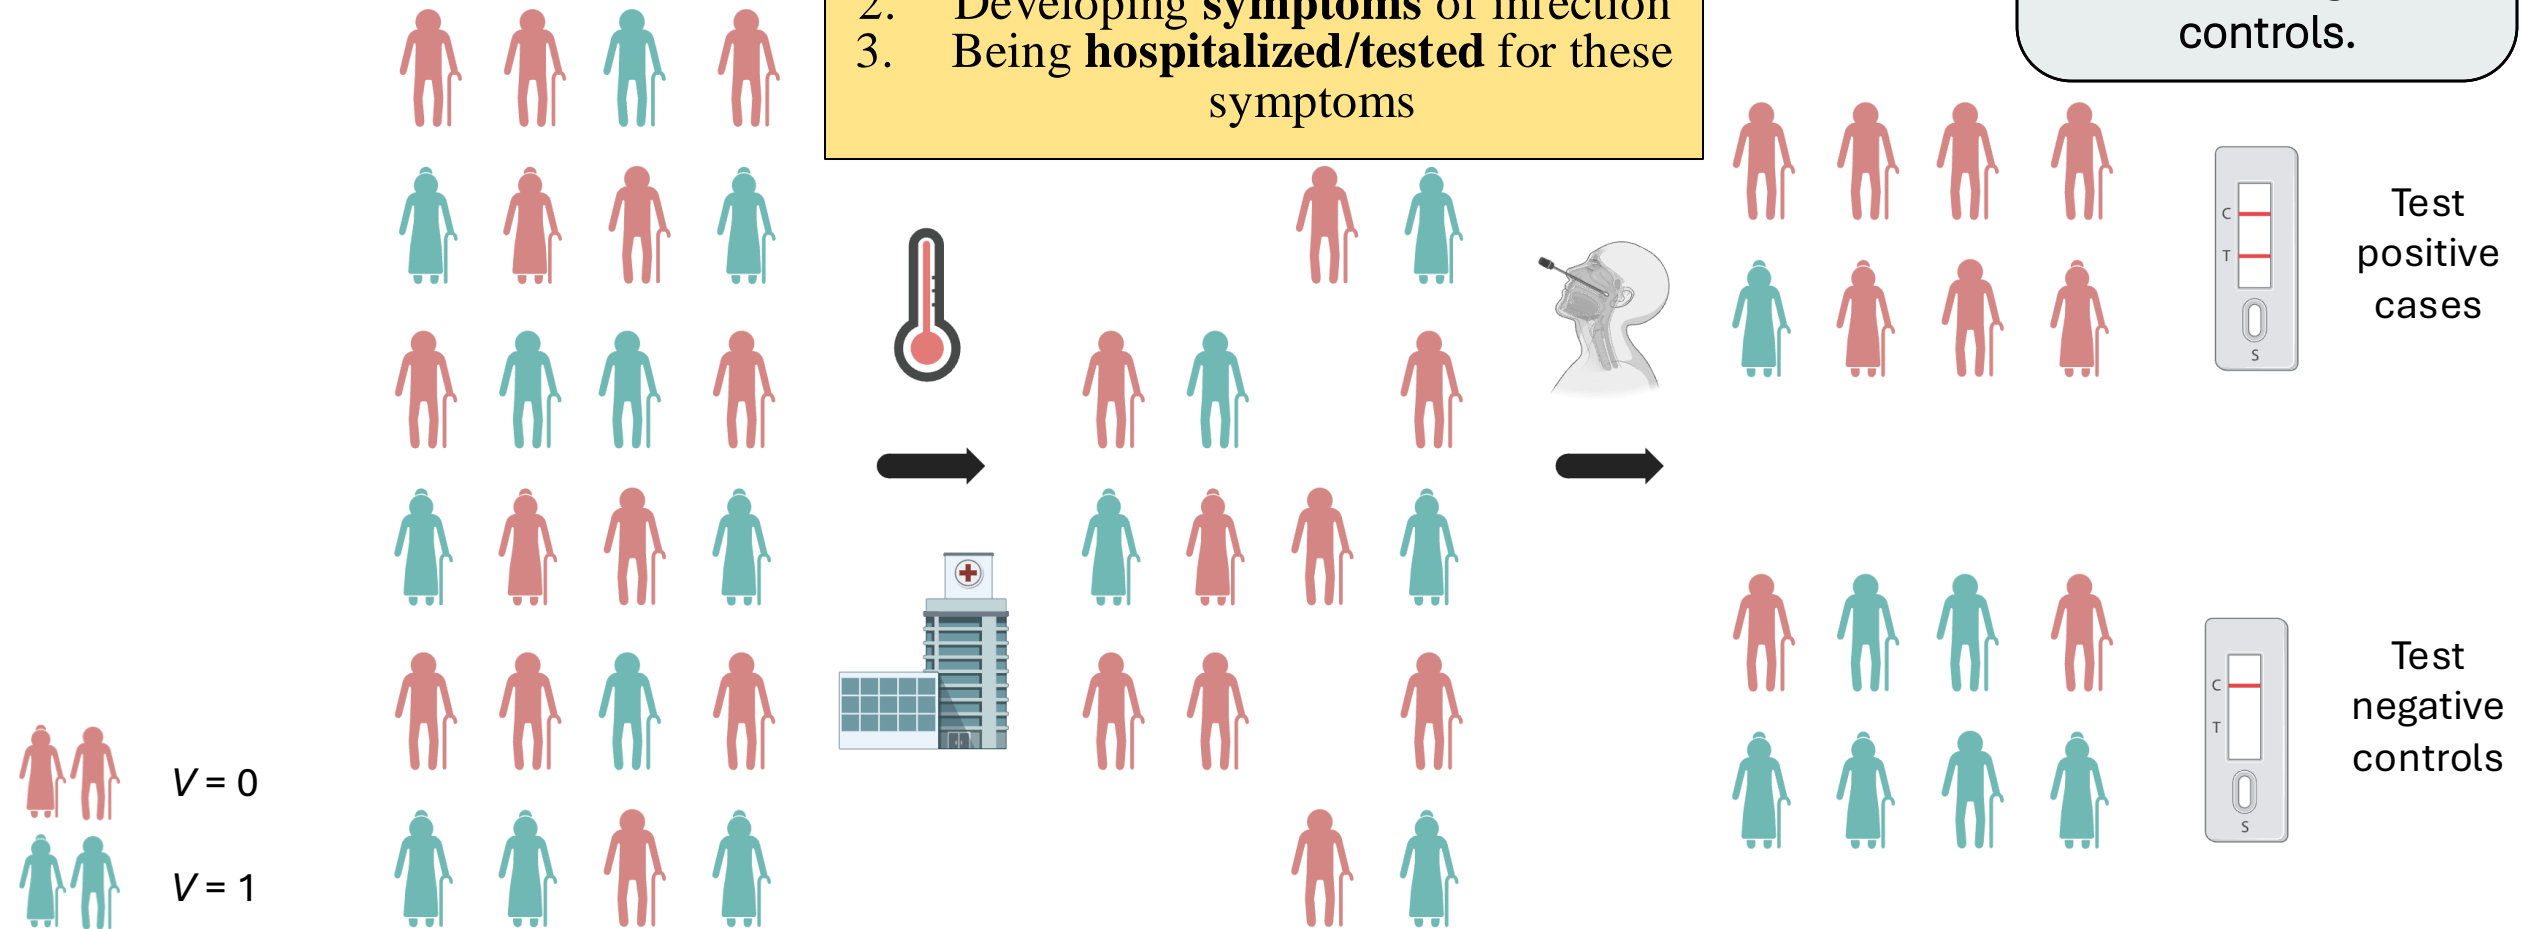 2. Developing symptoms of infection
3. Being hospitalized/tested for these
symptoms
controls.
C
T
S
Test
positive
cases
C
T
S
Test
negative
controls
V = 0
V = 1